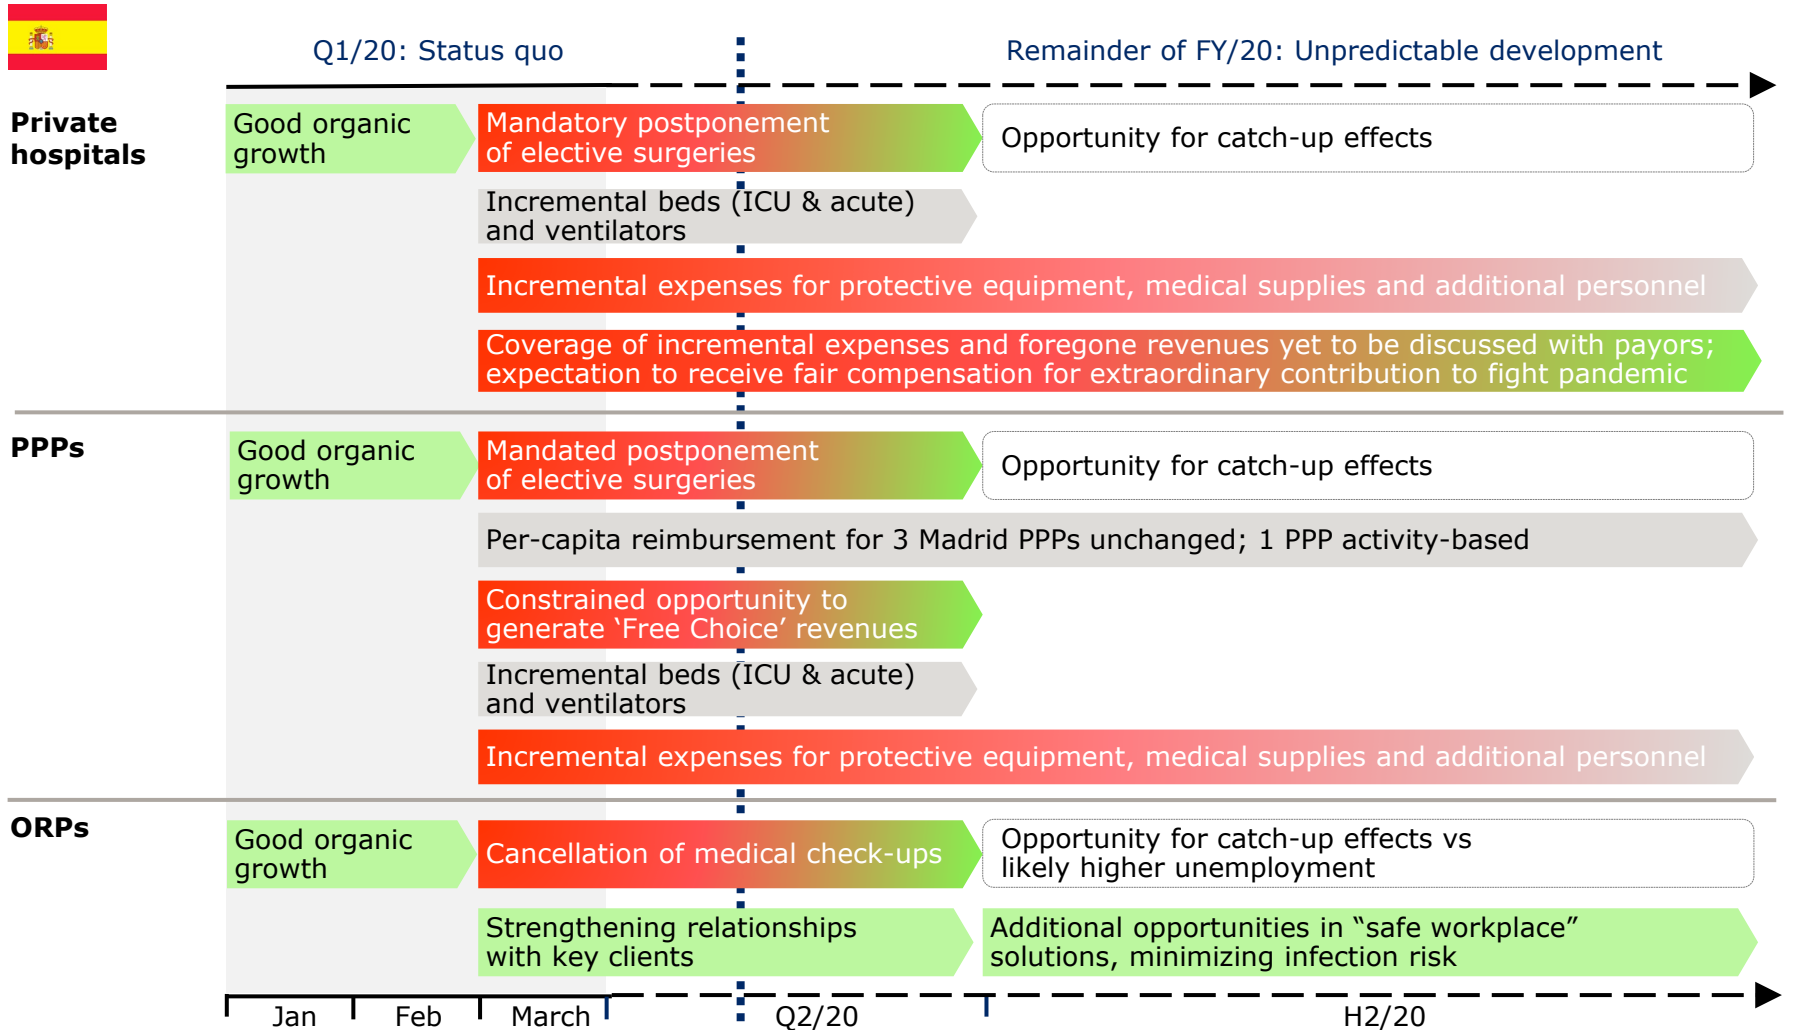 Q1/20: Status quo
Remainder of FY/20: Unpredictable development
Private
hospitals
Good organic
growth
Mandatory postponement
of elective surgeries
Opportunity for catch-up effects
Incremental beds (ICU & acute)
and ventilators
Incremental expenses for protective equipment, medical supplies and additional personnel
Coverage of incremental expenses and foregone revenues yet to be discussed with payors;
expectation to receive fair compensation for extraordinary contribution to fight pandemic
PPPs
Good organic
growth
Mandated postponement
of elective surgeries
Opportunity for catch-up effects
Per-capita reimbursement for 3 Madrid PPPs unchanged; 1 PPP activity-based
Constrained opportunity to
generate ‘Free Choice’ revenues
Incremental beds (ICU & acute)
and ventilators
Incremental expenses for protective equipment, medical supplies and additional personnel
ORPs
Good organic
growth
Cancellation of medical check-ups
Opportunity for catch-up effects vs
likely higher unemployment
Strengthening relationships
with key clients
Additional opportunities in “safe workplace”
solutions, minimizing infection risk
Jan Feb March Q2/20 H2/20